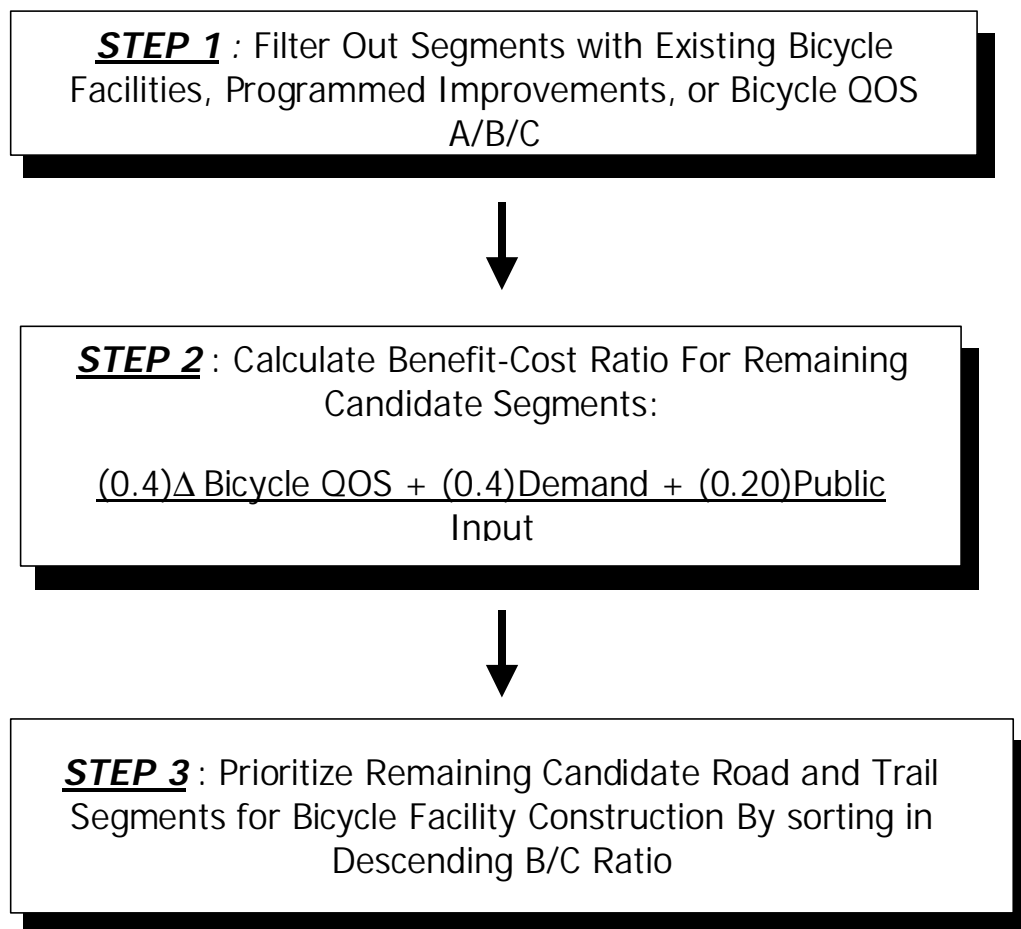 STEP 1 : Filter Out Segments with Existing Bicycle
Facilities, Programmed Improvements, or Bicycle QOS
A/B/C
STEP 2 : Calculate Benefit-Cost Ratio For Remaining
Candidate Segments:
(0.4)Δ Bicycle QOS + (0.4)Demand + (0.20)Public
Input
STEP 3 : Prioritize Remaining Candidate Road and Trail
Segments for Bicycle Facility Construction By sorting in
Descending B/C Ratio